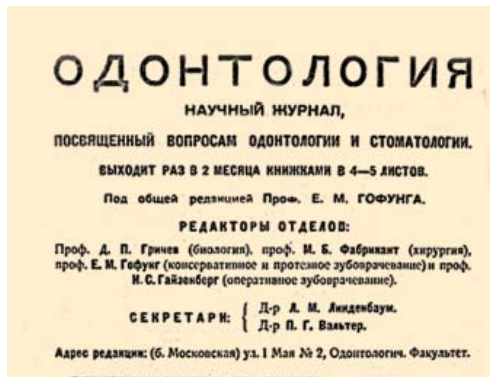 ОДОНТОЛОГИЯ
НАУЧНЫЙ ЖУРНАЛ,
ПОСВЯЩЕННЫЙ ВОПРОСАМ ОДОНТОЛОГИИ И СТОМАТОЛОГИИ.
ВЫХОДИТ РАЗ В 2 МЕСЯЦА КНИЖКАМИ В 4—5 ЛИСТОВ.
Под общей редакцией Проф. Е. М. ГОФУНГА.
РЕДАКТОРЫ ОТДЕЛОВ:
Проф. Д. П. Гричев (биология), проф. М. Б. Фабрикант (хирургия),
проф. Е. М. Гофунг (консервативное и протезное зубоврачевание) и проф.
И. С. Гайзенберг (оперативное зубоврачевание).
СЕКРЕТАРИ: { Д-р Л. М. Линденбаум.
Д-р П. Г. Вальтер.
Адрес редакции: (б. Московская) ул. 1 Мая № 2, Одонтологич. Факультет.